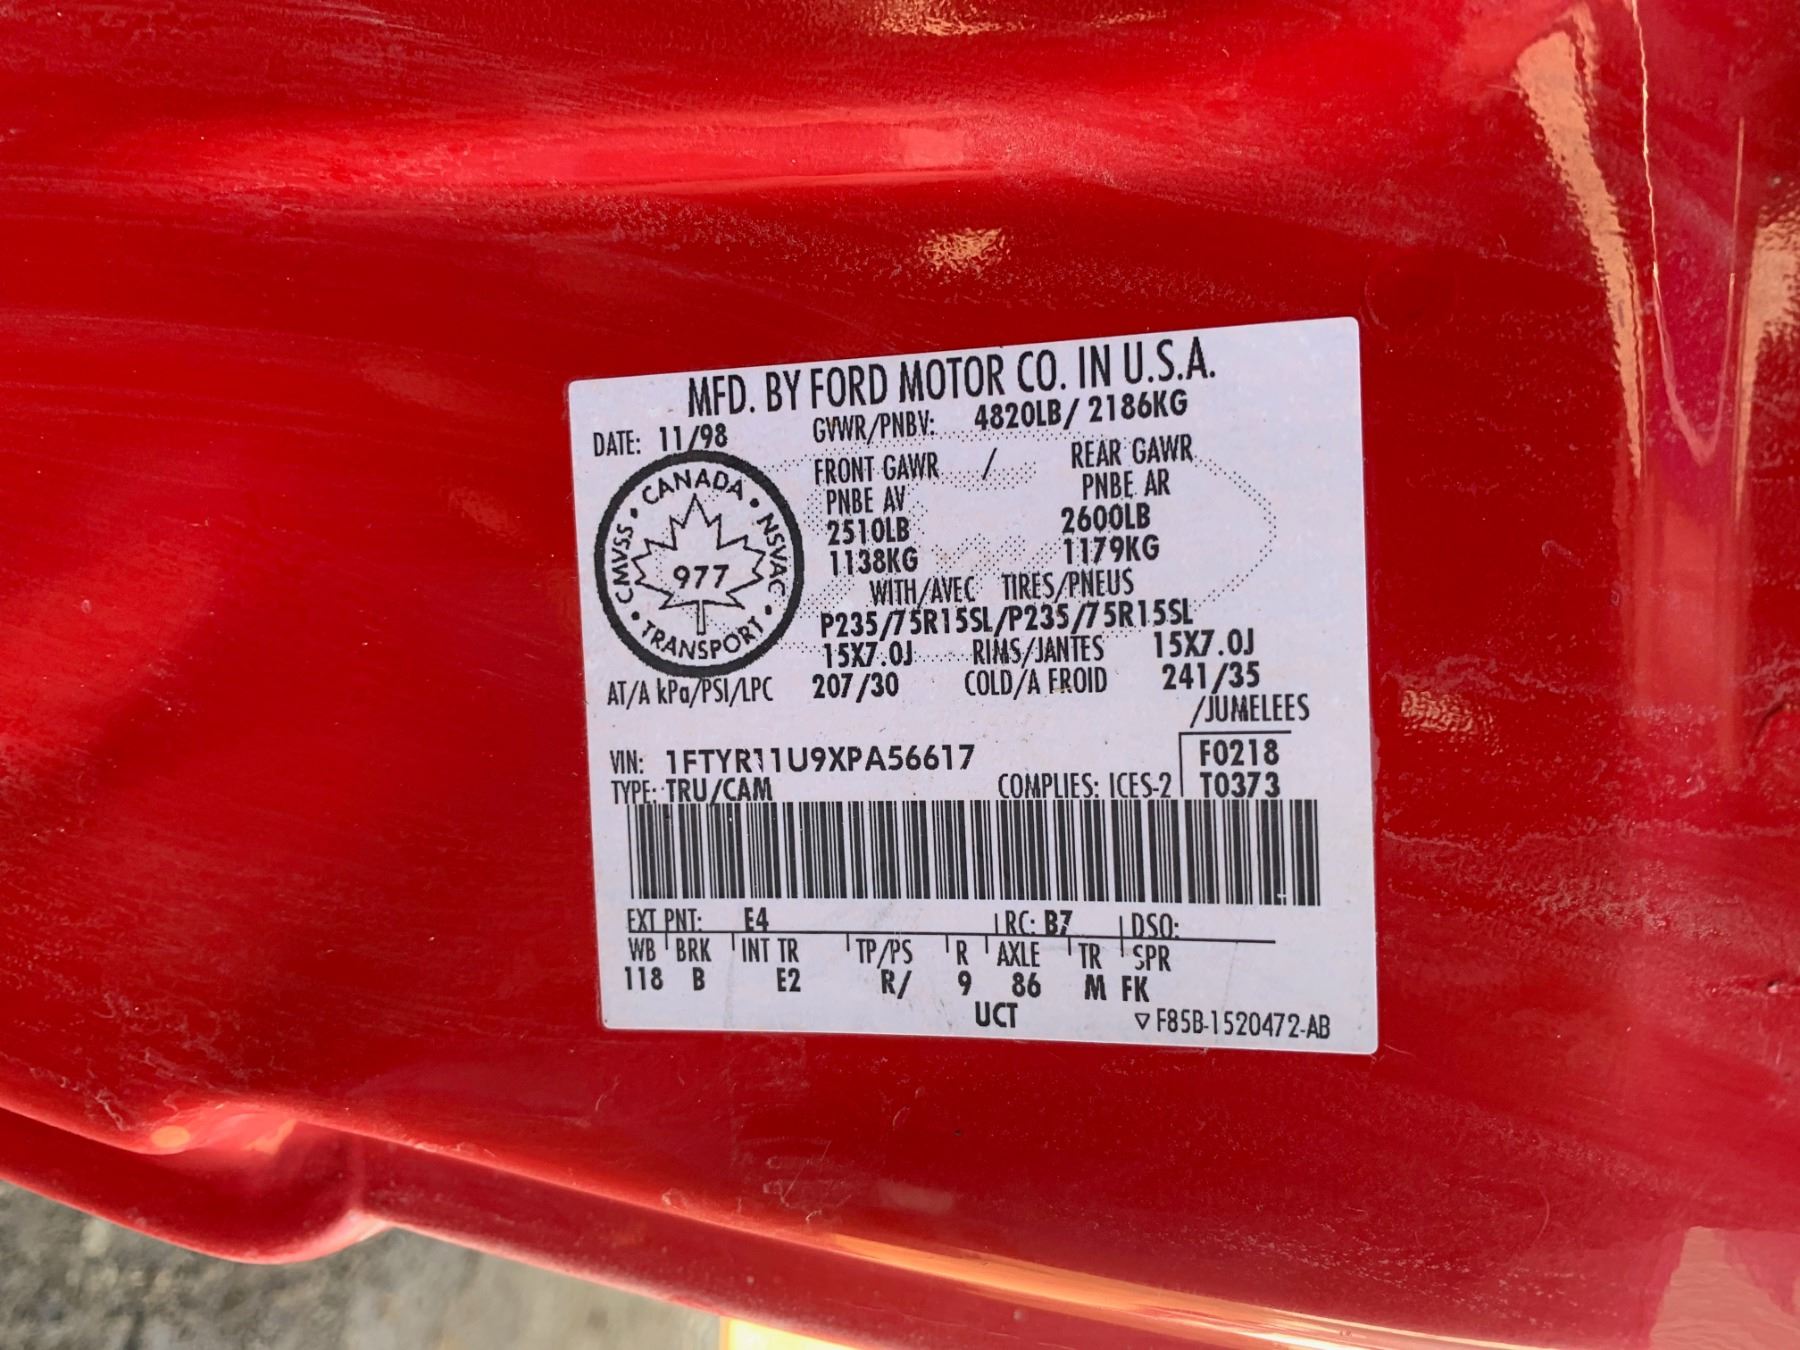 MFD. BY FORD MOTOR CO. IN U.S.A.
DATE: 11/98 GVWR/PNBV: 4820LB/ 2186KG
FRONT GAWR / REAR GAWR
PNBE AV PNBE AR
2510LB 2600LB
1138KG 1179KG
WITH/AVEC TIRES/PNEUS
P235/75R15SL/P235/75R15SL
15X7.0J RIMS/JANTES 15X7.0J
AT/A kPa/PSI/LPC 207/30 COLD/A FROID 241/35
/JUMELEES
CANADA • NSVAC • TRANSPORT • CMVSS •
977
VIN: 1FTYR11U9XPA56617 F0218
TYPE: TRU/CAM COMPLIES: ICES-2 T0373
EXT PNT: E4 RC: B7 DSO:
WB BRK INT TR TP/PS R AXLE TR SPR
118 B E2 R/ 9 86 M FK
UCT ▽ F85B-1520472-AB